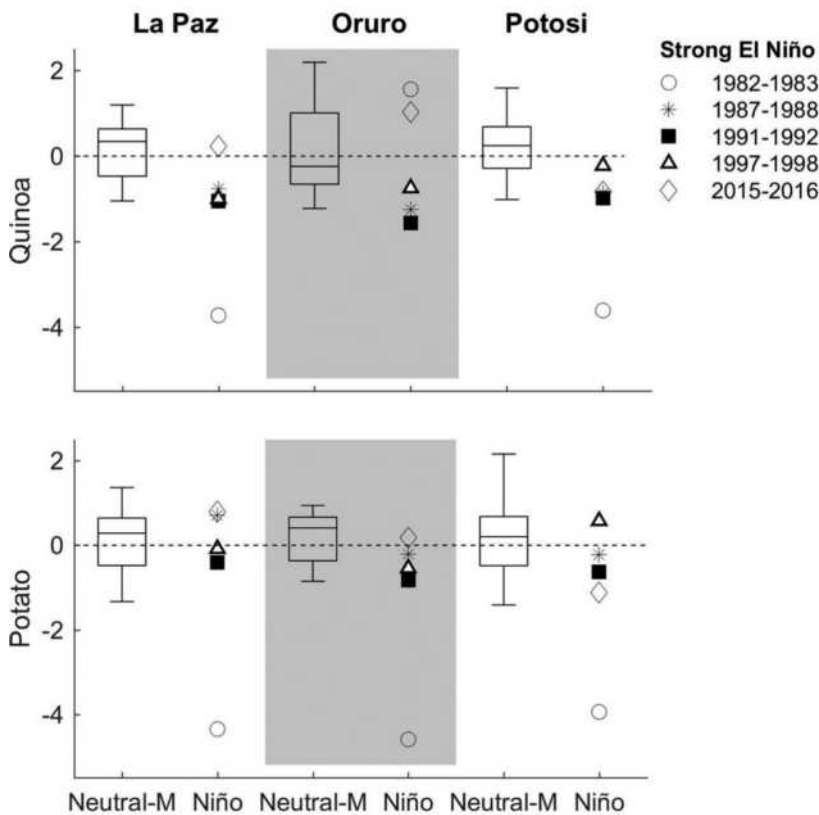 La Paz Oruro Potosi
Strong El Niño
1982-1983
1987-1988
1991-1992
1997-1998
2015-2016
2
0
-2
-4
Quinoa
2
0
-2
-4
Potato
Neutral-M Niño Neutral-M Niño Neutral-M Niño